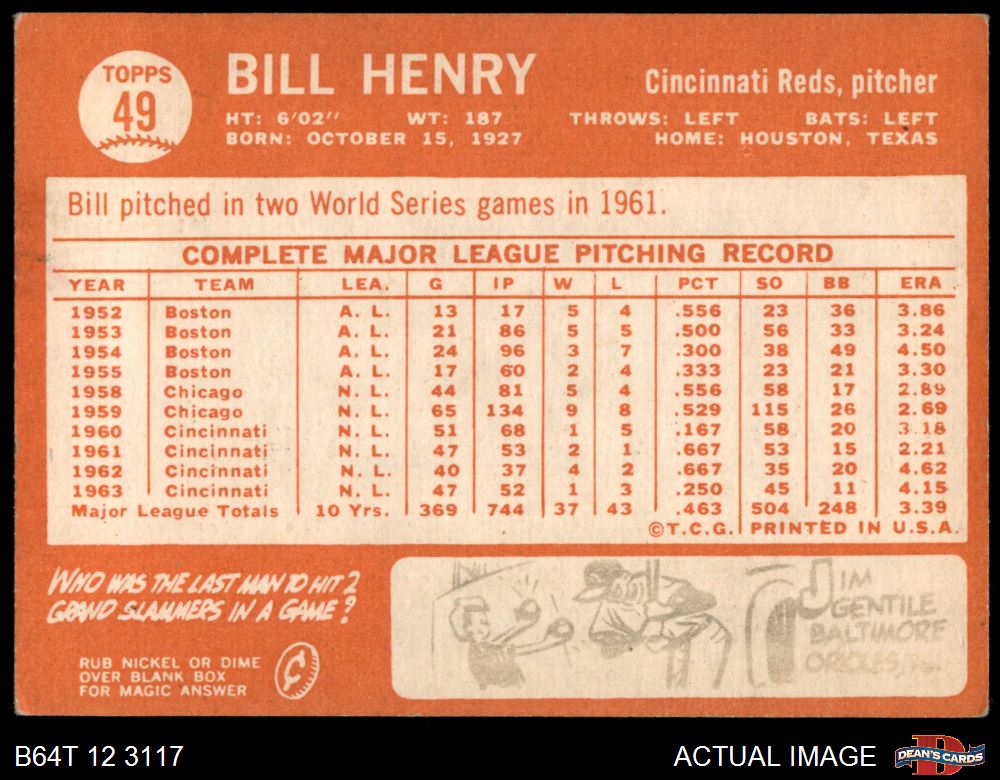 TOPPS
49
BILL HENRY
Cincinnati Reds, pitcher
HT: 6'02" WT: 187 THROWS: LEFT BATS: LEFT
BORN: OCTOBER 15, 1927 HOME: HOUSTON, TEXAS
Bill pitched in two World Series games in 1961.
COMPLETE MAJOR LEAGUE PITCHING RECORD
YEAR TEAM LEA. G IP W L PCT SO BB ERA
1952 Boston A. L. 13 17 5 4 .556 23 36 3.86
1953 Boston A. L. 21 86 5 5 .500 56 33 3.24
1954 Boston A. L. 24 96 3 7 .300 38 49 4.50
1955 Boston A. L. 17 60 2 4 .333 23 21 3.30
1958 Chicago N. L. 44 81 5 4 .556 58 17 2.89
1959 Chicago N. L. 65 134 9 8 .529 115 26 2.69
1960 Cincinnati N. L. 51 68 1 5 .167 58 20 3.18
1961 Cincinnati N. L. 47 53 2 1 .667 53 15 2.21
1962 Cincinnati N. L. 40 37 4 2 .667 35 20 4.62
1963 Cincinnati N. L. 47 52 1 3 .250 45 11 4.15
Major League Totals 10 Yrs. 369 744 37 43 .463 504 248 3.39
©T.C.G. PRINTED IN U.S.A.
WHO WAS THE LAST MAN TO HIT 2
GRAND SLAMMERS IN A GAME?
RUB NICKEL OR DIME
OVER BLANK BOX
FOR MAGIC ANSWER
JIM
GENTILE
BALTIMORE
ORIOLES,
B64T 12 3117
ACTUAL IMAGE
DEAN'S CARDS